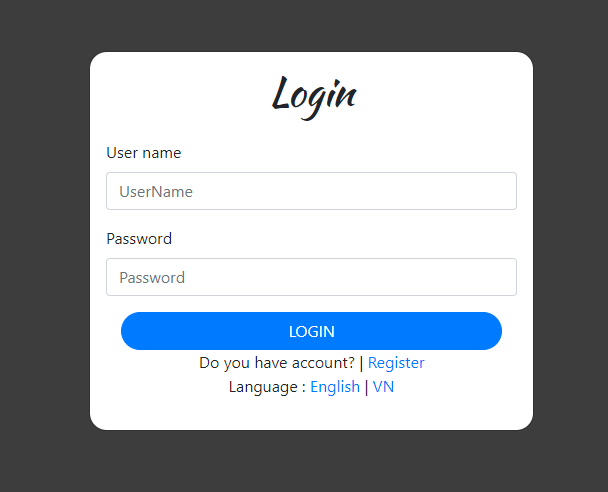 Login
User name
UserName
Password
Password
LOGIN
Do you have account? | Register
Language : English | VN